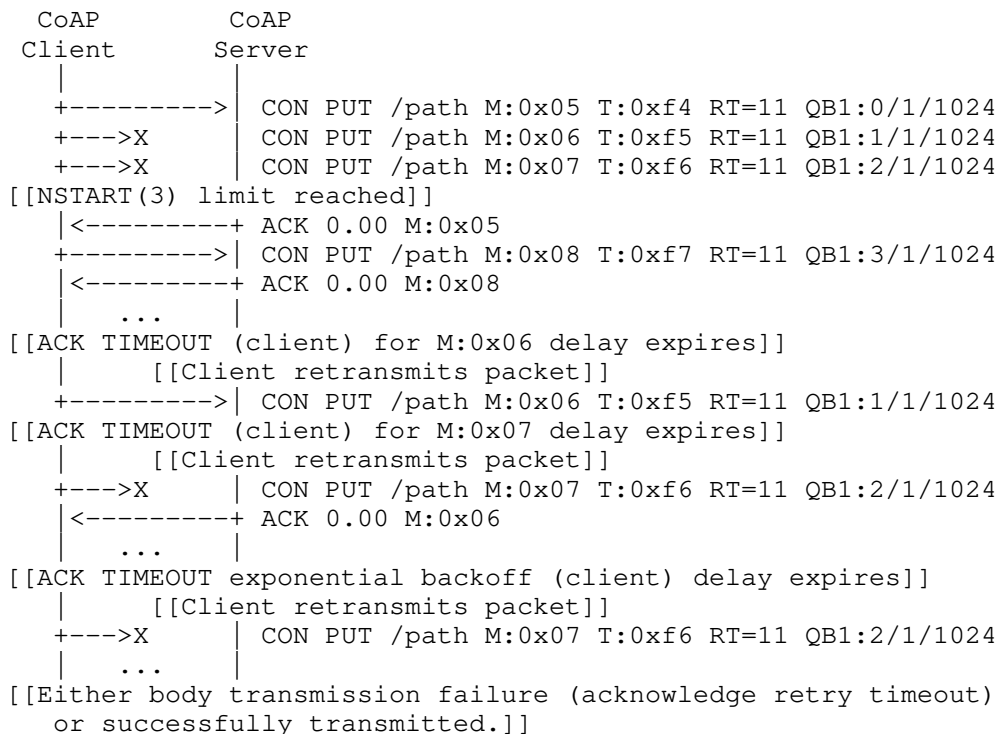 CoAP        CoAP
 Client      Server
   |          |
   +--------->| CON PUT /path M:0x05 T:0xf4 RT=11 QB1:0/1/1024
   +--->X     | CON PUT /path M:0x06 T:0xf5 RT=11 QB1:1/1/1024
   +--->X     | CON PUT /path M:0x07 T:0xf6 RT=11 QB1:2/1/1024
[[NSTART(3) limit reached]]
   |<---------+ ACK 0.00 M:0x05
   +--------->| CON PUT /path M:0x08 T:0xf7 RT=11 QB1:3/1/1024
   |<---------+ ACK 0.00 M:0x08
   |   ...    |
[[ACK TIMEOUT (client) for M:0x06 delay expires]]
   |     [[Client retransmits packet]]
   +--------->| CON PUT /path M:0x06 T:0xf5 RT=11 QB1:1/1/1024
[[ACK TIMEOUT (client) for M:0x07 delay expires]]
   |     [[Client retransmits packet]]
   +--->X     | CON PUT /path M:0x07 T:0xf6 RT=11 QB1:2/1/1024
   |<---------+ ACK 0.00 M:0x06
   |   ...    |
[[ACK TIMEOUT exponential backoff (client) delay expires]]
   |     [[Client retransmits packet]]
   +--->X     | CON PUT /path M:0x07 T:0xf6 RT=11 QB1:2/1/1024
   |   ...    |
[[Either body transmission failure (acknowledge retry timeout)
   or successfully transmitted.]]